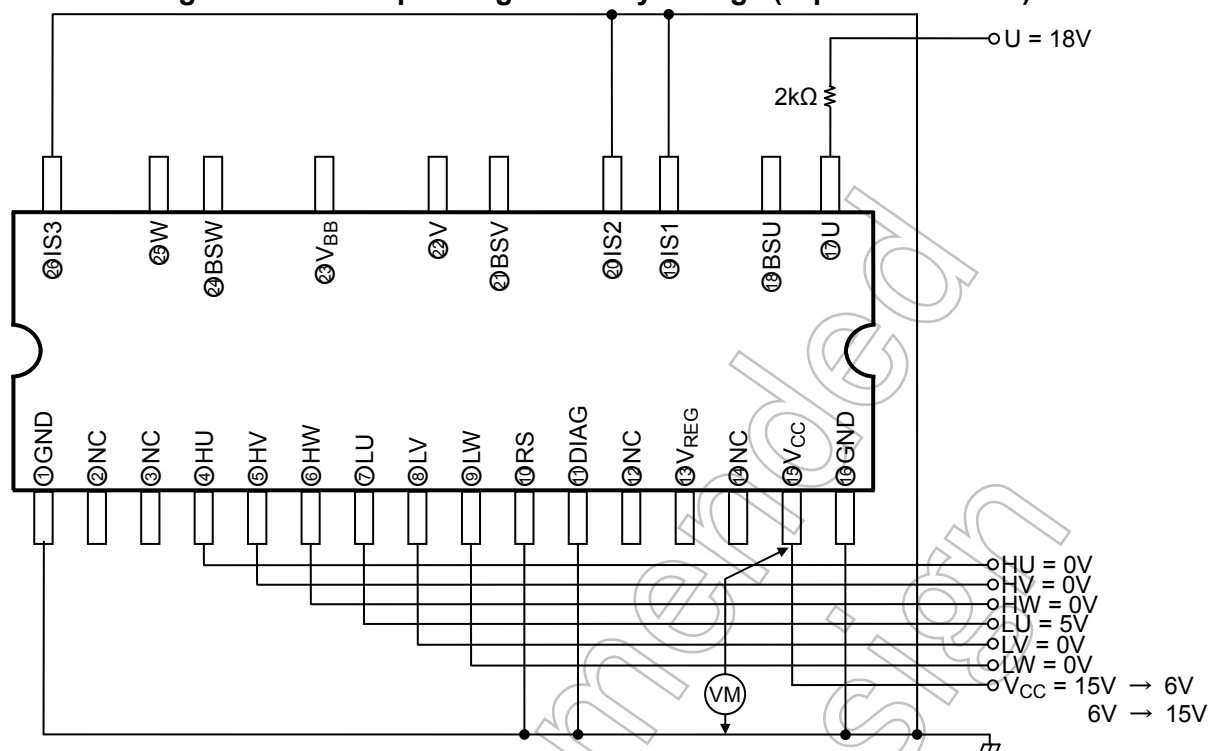 U = 18V
2kΩ
㉖IS3
㉕W
㉔BSW
㉓VBB
㉒V
㉑BSV
⑳IS2
⑲IS1
⑱BSU
⑰U
①GND
②NC
③NC
④HU
⑤HV
⑥HW
⑦LU
⑧LV
⑨LW
⑩RS
⑪DIAG
⑫NC
⑬VREG
⑭NC
⑮VCC
⑯GND
HU = 0V
HV = 0V
HW = 0V
LU = 5V
LV = 0V
LW = 0V
VCC = 15V → 6V
6V → 15V
VM
mended
sign